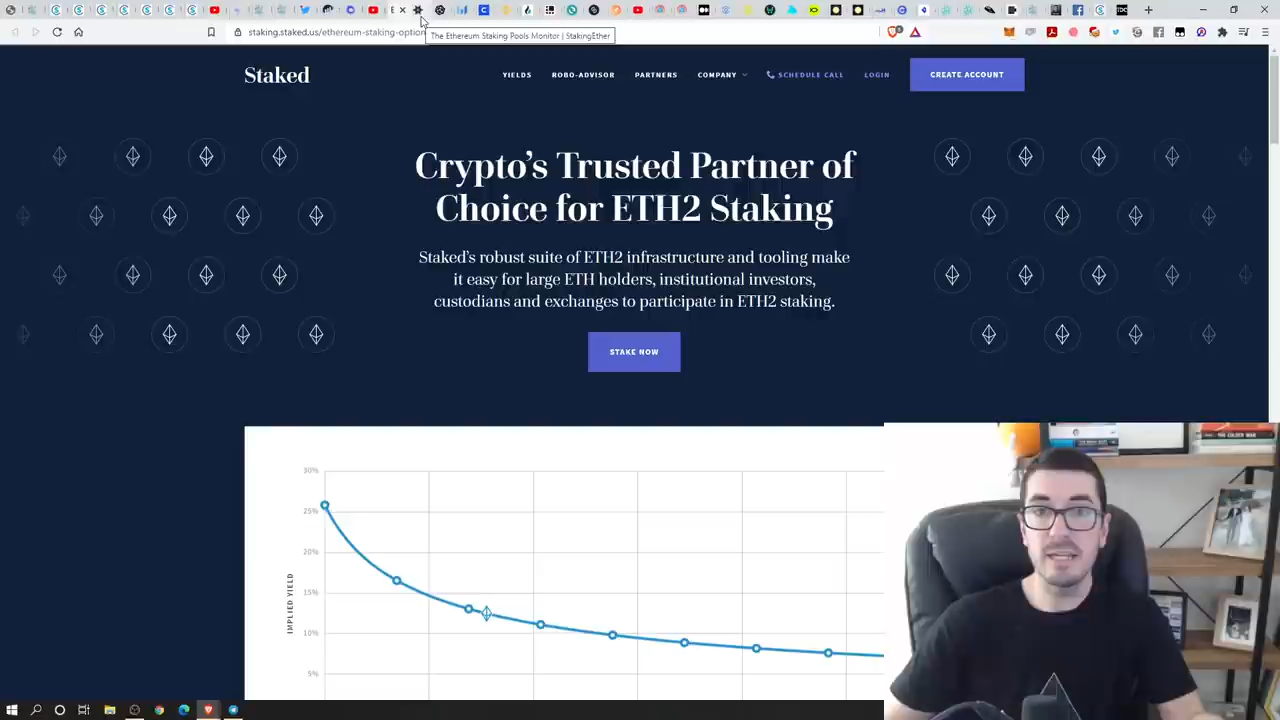 staking.staked.us/ethereum-staking-option
The Ethereum Staking Pools Monitor | StakingEther
Staked
YIELDS
ROBO-ADVISOR
PARTNERS
COMPANY
SCHEDULE CALL
LOGIN
CREATE ACCOUNT
Crypto's Trusted Partner of
Choice for ETH2 Staking
Staked's robust suite of ETH2 infrastructure and tooling make
it easy for large ETH holders, institutional investors,
custodians and exchanges to participate in ETH2 staking.
STAKE NOW
30%
25%
20%
15%
10%
5%
IMPLIED YIELD